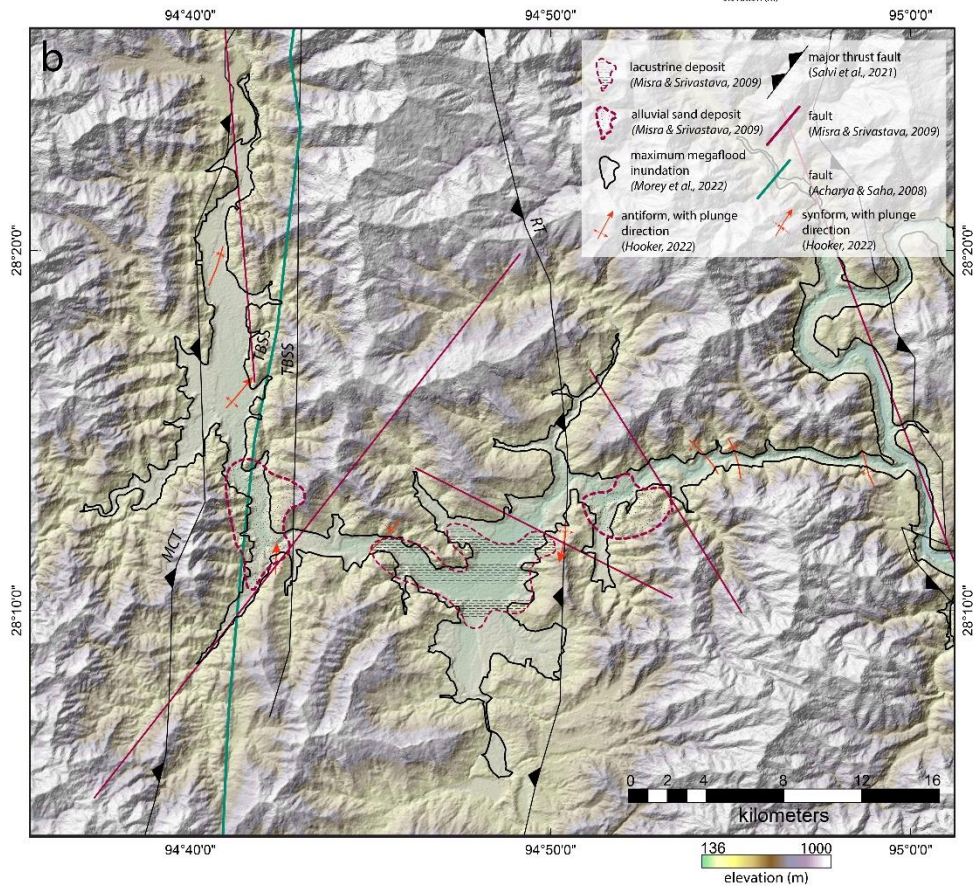 elevation (m)
94°40'0"
94°50'0"
95°0'0"
b
lacustrine deposit
(Misra & Srivastava, 2009)
alluvial sand deposit
(Misra & Srivastava, 2009)
maximum megaflood
inundation
(Morey et al., 2022)
antiform, with plunge
direction
(Hooker, 2022)
major thrust fault
(Salvi et al., 2021)
fault
(Misra & Srivastava, 2009)
fault
(Acharya & Saha, 2008)
synform, with plunge
direction
(Hooker, 2022)
28°20'0"
RT
28°20'0"
TBSS
TBSS
MCT
28°10'0"
28°10'0"
0 2 4 8 12 16
kilometers
94°40'0"
94°50'0"
95°0'0"
136 1000
elevation (m)